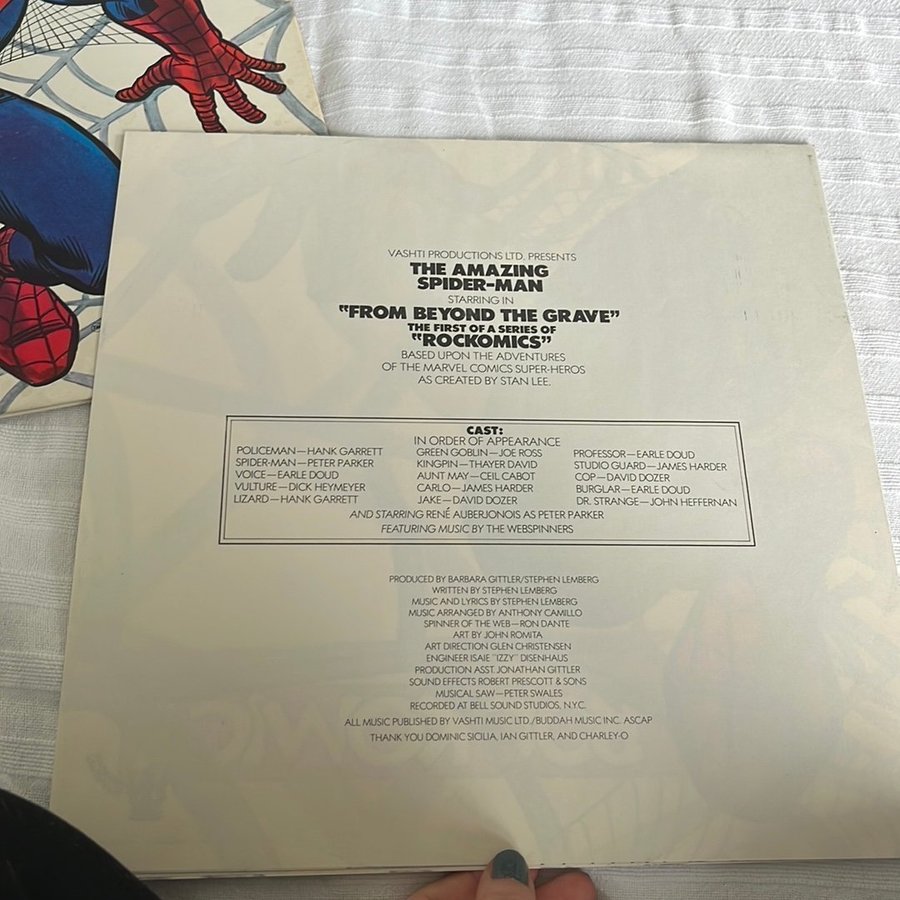 VASHTI PRODUCTIONS LTD. PRESENTS
THE AMAZING
SPIDER-MAN
STARRING IN
"FROM BEYOND THE GRAVE"
THE FIRST OF A SERIES OF
"ROCKOMICS"
BASED UPON THE ADVENTURES
OF THE MARVEL COMICS SUPER-HEROS
AS CREATED BY STAN LEE.
CAST:
IN ORDER OF APPEARANCE
POLICEMAN—HANK GARRETT
SPIDER-MAN—PETER PARKER
VOICE—EARLE DOUD
VULTURE—DICK HEYMEYER
LIZARD—HANK GARRETT
GREEN GOBLIN—JOE ROSS
KINGPIN—THAYER DAVID
AUNT MAY—CEIL CABOT
CARLO—JAMES HARDER
JAKE—DAVID DOZER
PROFESSOR—EARLE DOUD
STUDIO GUARD—JAMES HARDER
COP—DAVID DOZER
BURGLAR—EARLE DOUD
DR. STRANGE—JOHN HEFFERNAN
AND STARRING RENÉ AUBERJONOIS AS PETER PARKER
FEATURING MUSIC BY THE WEBSPINNERS
PRODUCED BY BARBARA GITTLER/STEPHEN LEMBERG
WRITTEN BY STEPHEN LEMBERG
MUSIC AND LYRICS BY STEPHEN LEMBERG
MUSIC ARRANGED BY ANTHONY CAMILLO
SPINNER OF THE WEB—RON DANTE
ART BY JOHN ROMITA
ART DIRECTION GLEN CHRISTENSEN
ENGINEER ISAIE "IZZY" DISENHAUS
PRODUCTION ASST. JONATHAN GITTLER
SOUND EFFECTS ROBERT PRESCOTT & SONS
MUSICAL SAW—PETER SWALES
RECORDED AT BELL SOUND STUDIOS, N.Y.C.
ALL MUSIC PUBLISHED BY VASHTI MUSIC LTD./BUDDAH MUSIC INC. ASCAP
THANK YOU DOMINIC SICILIA, IAN GITTLER, AND CHARLEY-O